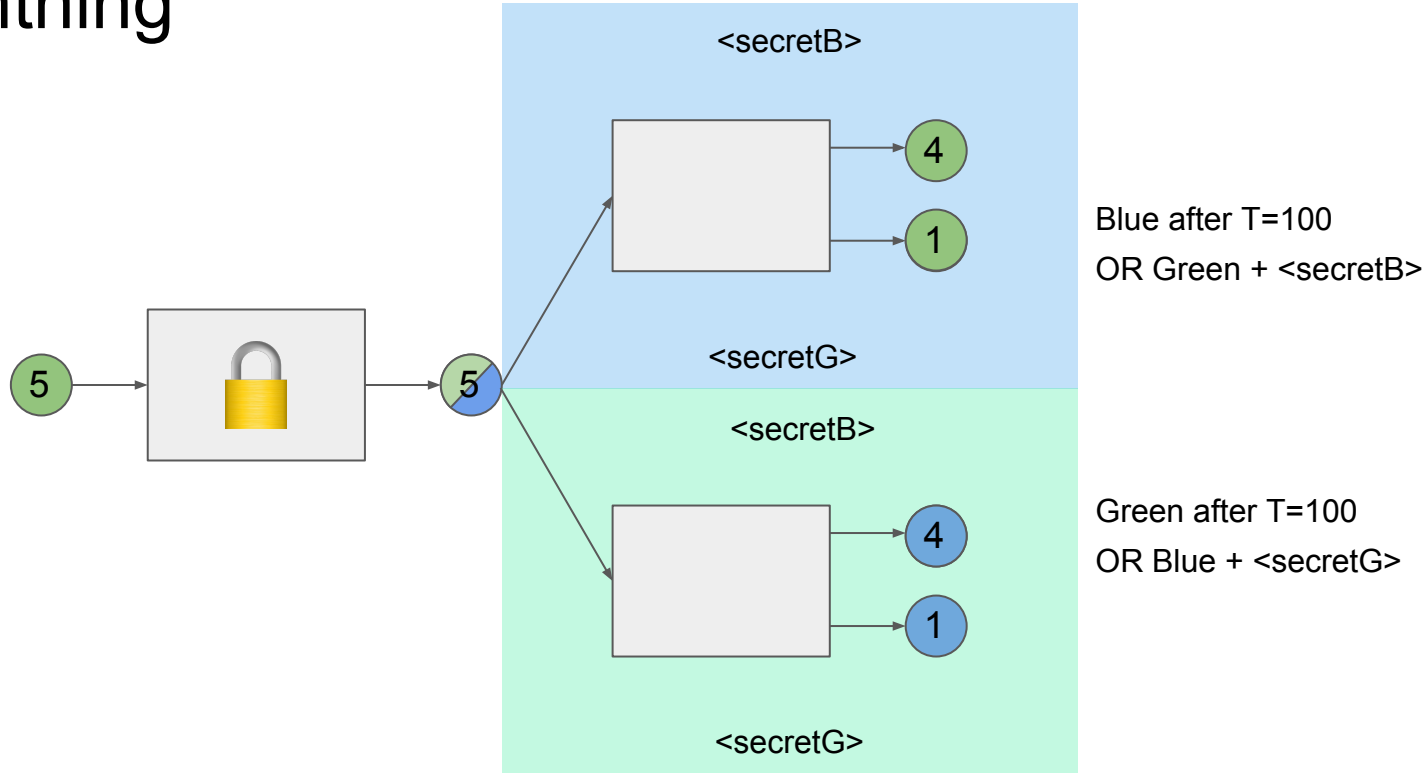 <secretB>
4
1
Blue after T=100
OR Green + <secretB>
<secretG>
5
5
<secretB>
4
1
Green after T=100
OR Blue + <secretG>
<secretG>